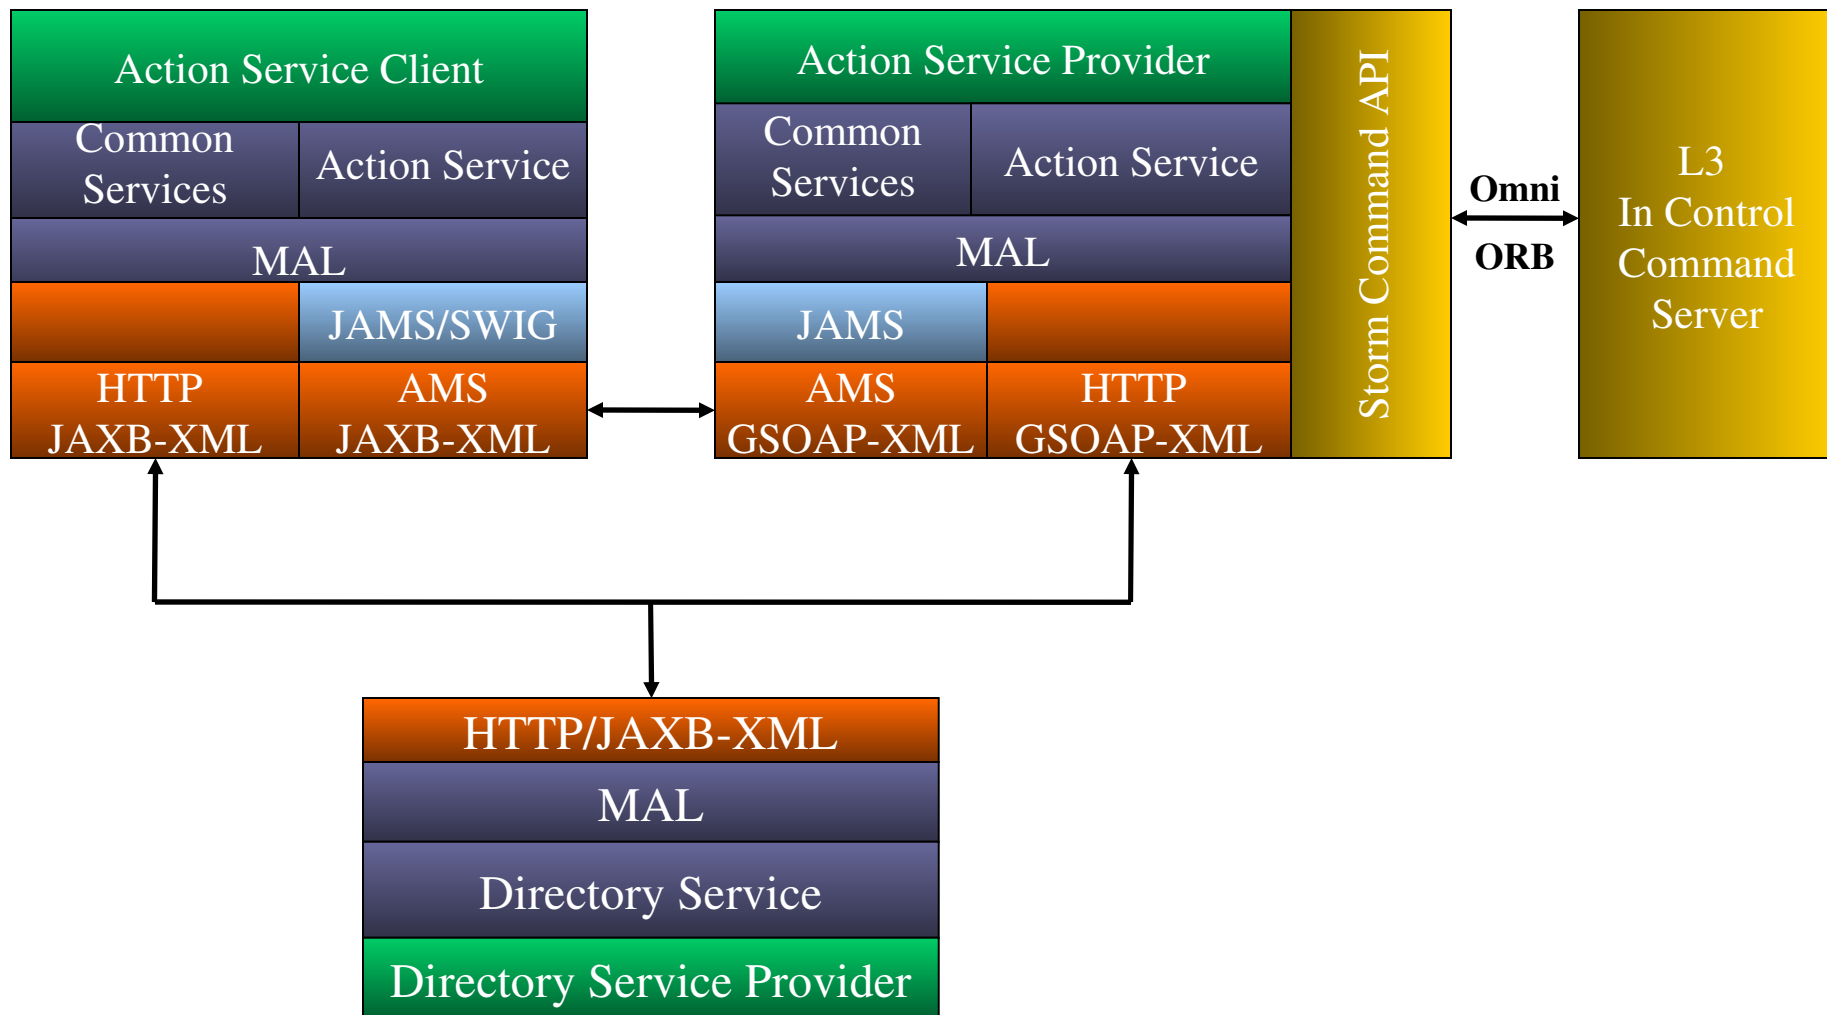 Action Service Client
Common
Services
Action Service
MAL
JAMS/SWIG
HTTP
JAXB-XML
AMS
JAXB-XML
Action Service Provider
Common
Services
Action Service
MAL
JAMS
AMS
GSOAP-XML
HTTP
GSOAP-XML
Storm Command API
Omni
ORB
L3
In Control
Command
Server
HTTP/JAXB-XML
MAL
Directory Service
Directory Service Provider